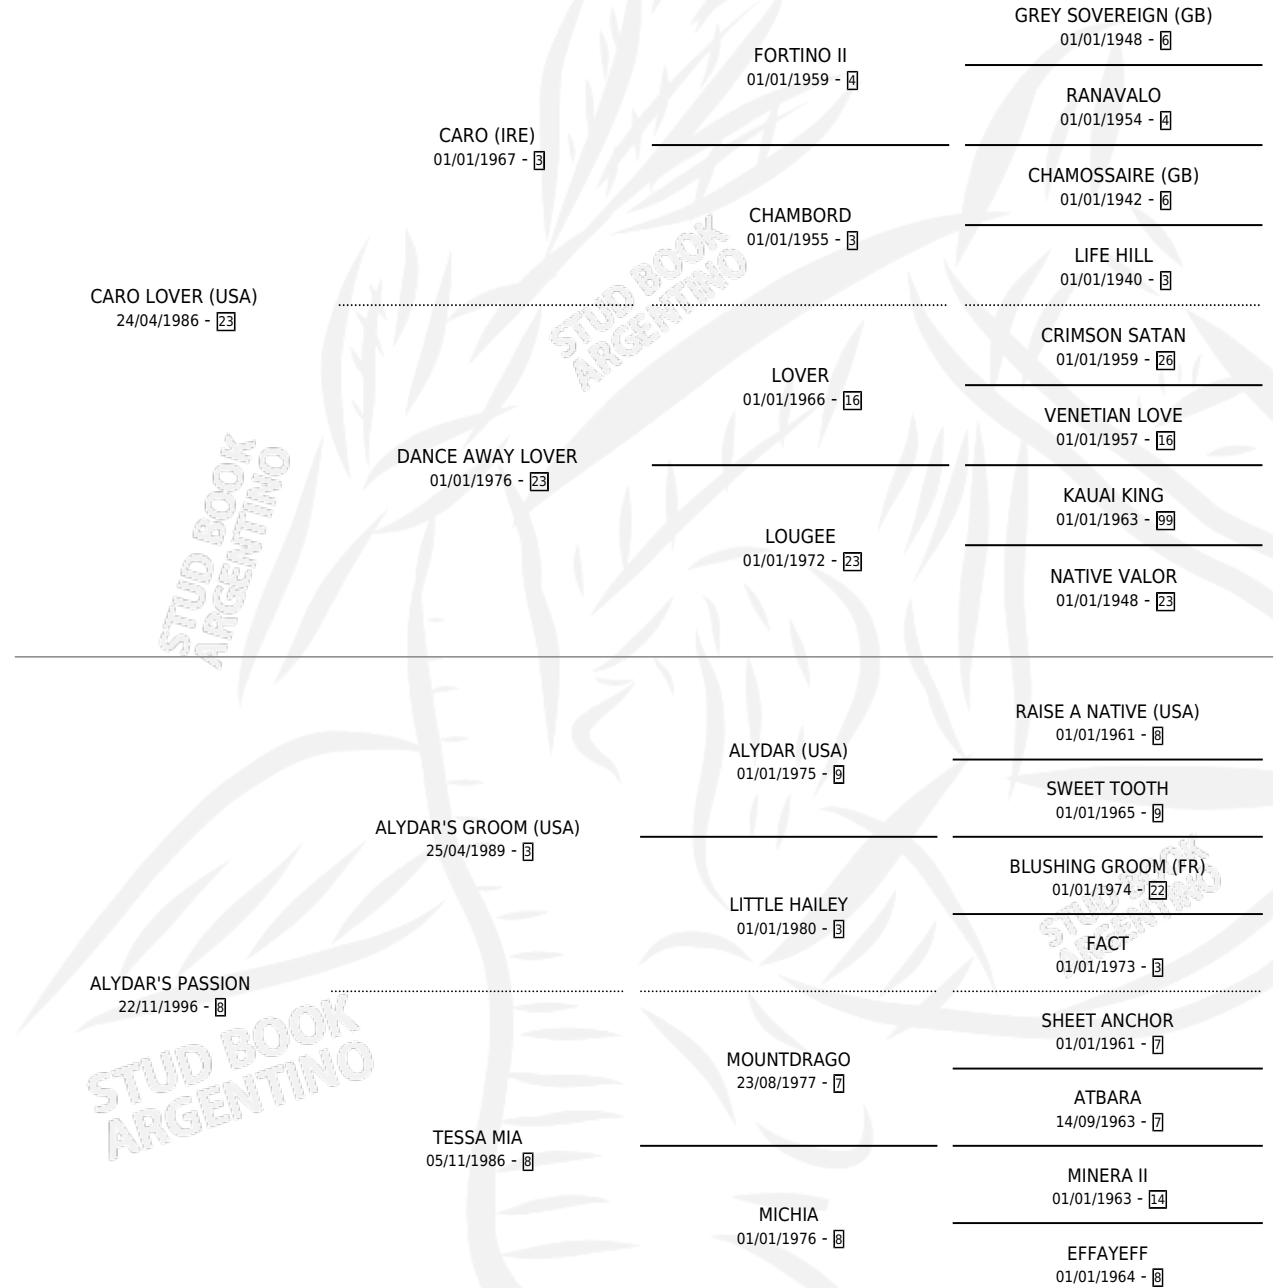 GREY SOVEREIGN (GB)
01/01/1948 - 6
FORTINO II
01/01/1959 - 4
RANAVALO
01/01/1954 - 4
CARO (IRE)
01/01/1967 - 3
CHAMOSSAIRE (GB)
01/01/1942 - 6
CHAMBORD
01/01/1955 - 3
LIFE HILL
01/01/1940 - 3
CARO LOVER (USA)
24/04/1986 - 23
CRIMSON SATAN
01/01/1959 - 26
LOVER
01/01/1966 - 16
VENETIAN LOVE
01/01/1957 - 16
DANCE AWAY LOVER
01/01/1976 - 23
KAUAI KING
01/01/1963 - 99
LOUGEE
01/01/1972 - 23
NATIVE VALOR
01/01/1948 - 23
RAISE A NATIVE (USA)
01/01/1961 - 8
ALYDAR (USA)
01/01/1975 - 9
SWEET TOOTH
01/01/1965 - 9
ALYDAR'S GROOM (USA)
25/04/1989 - 3
BLUSHING GROOM (FR)
01/01/1974 - 22
LITTLE HAILEY
01/01/1980 - 3
FACT
01/01/1973 - 3
ALYDAR'S PASSION
22/11/1996 - 8
SHEET ANCHOR
01/01/1961 - 7
MOUNTDRAGO
23/08/1977 - 7
ATBARA
14/09/1963 - 7
TESSA MIA
05/11/1986 - 8
MINERA II
01/01/1963 - 14
MICHIA
01/01/1976 - 8
EFFAYEFF
01/01/1964 - 8
STUD BOOK
ARGENTINO
STUD BOOK
ARGENTINO
STUD BOOK
ARGENTINO
STUD BOOK
ARGENTINO